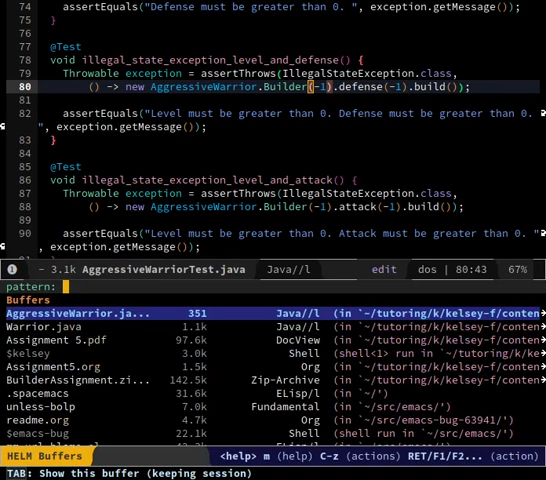 74 assertEquals("Defense must be greater than 0. ", exception.getMessage());
75 }
76
77 @Test
78 void illegal_state_exception_level_and_defense() {
79 Throwable exception = assertThrows(IllegalStateException.class,
80 () -> new AggressiveWarrior.Builder(-1).defense(-1).build());
81
82 assertEquals("Level must be greater than 0. Defense must be greater than 0.
", exception.getMessage());
83 }
84
85 @Test
86 void illegal_state_exception_level_and_attack() {
87 Throwable exception = assertThrows(IllegalStateException.class,
88 () -> new AggressiveWarrior.Builder(-1).attack(-1).build());
89
90 assertEquals("Level must be greater than 0. Attack must be greater than 0. "
, exception.getMessage());
1 - 3.1k AggressiveWarriorTest.java Java//l edit dos | 80:43 67%
pattern:
Buffers
AggressiveWarrior.ja... 351 Java//l (in `~/tutoring/k/kelsey-f/conten
Warrior.java 1.1k Java//l (in `~/tutoring/k/kelsey-f/conten
Assignment 5.pdf 97.6k DocView (in `~/tutoring/k/kelsey-f/conten
$kelsey 3.0k Shell (shell<1> run in `~/tutoring/k/ke
Assignment5.org 1.5k Org (in `~/tutoring/k/kelsey-f/conten
BuilderAssignment.zi... 142.5k Zip-Archive (in `~/tutoring/k/kelsey-f/conten
.spacemacs 31.6k ELisp/l (in `~/')
unless-bolp 7.0k Fundamental (in `~/src/emacs/')
readme.org 4.7k Org (in `~/src/emacs-bug-63941/')
$emacs-bug 22.1k Shell (shell run in `~/src/emacs/')
HELM Buffers <help> m (help) C-z (actions) RET/F1/F2... (action)
TAB: Show this buffer (keeping session)